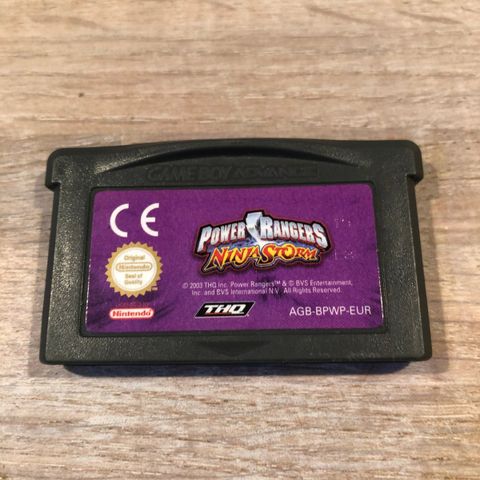 GAME BOY ADVANCE
CE
POWER RANGERS
NINJA STORM
Original
Nintendo
Seal of
Quality
© 2003 THQ Inc. Power Rangers™ & © BVS Entertainment,
Inc. and BVS International N.V. All Rights Reserved.
Nintendo
THQ
AGB-BPWP-EUR